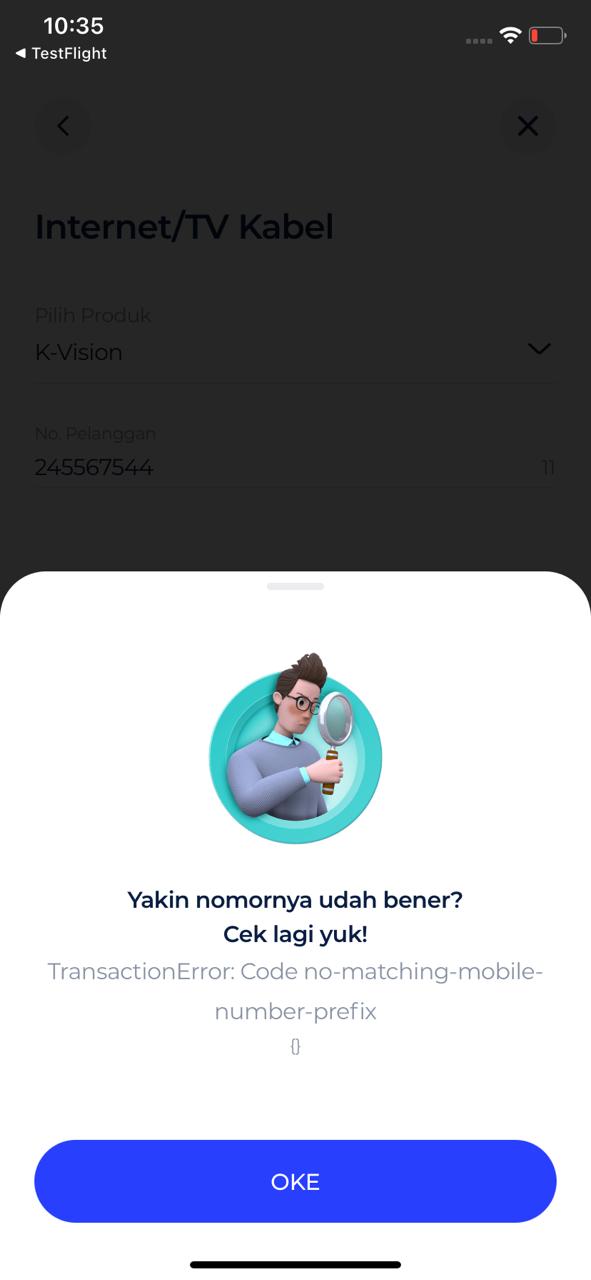 10:35
◀ TestFlight
Internet/TV Kabel
Pilih Produk
K-Vision
No. Pelanggan
245567544
11
Yakin nomornya udah bener?
Cek lagi yuk!
TransactionError: Code no-matching-mobile-
number-prefix
{}
OKE